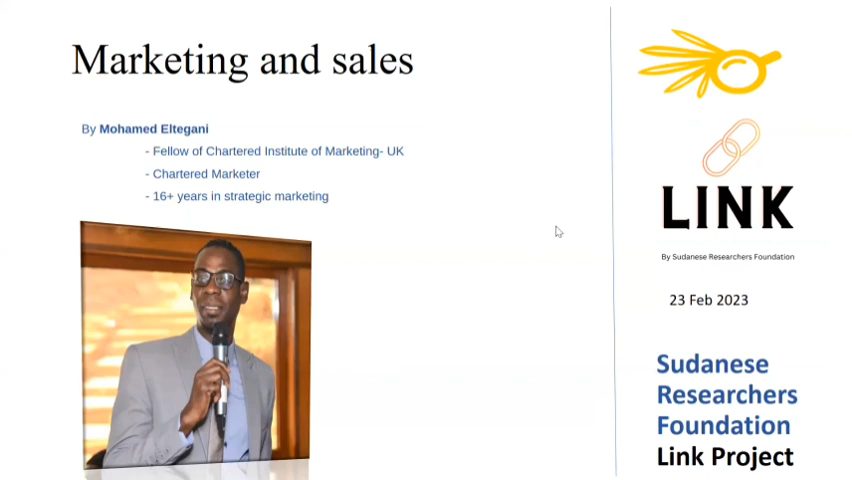 Marketing and sales
By Mohamed Eltegani
- Fellow of Chartered Institute of Marketing- UK
- Chartered Marketer
- 16+ years in strategic marketing
LINK
By Sudanese Researchers Foundation
23 Feb 2023
Sudanese
Researchers
Foundation
Link Project